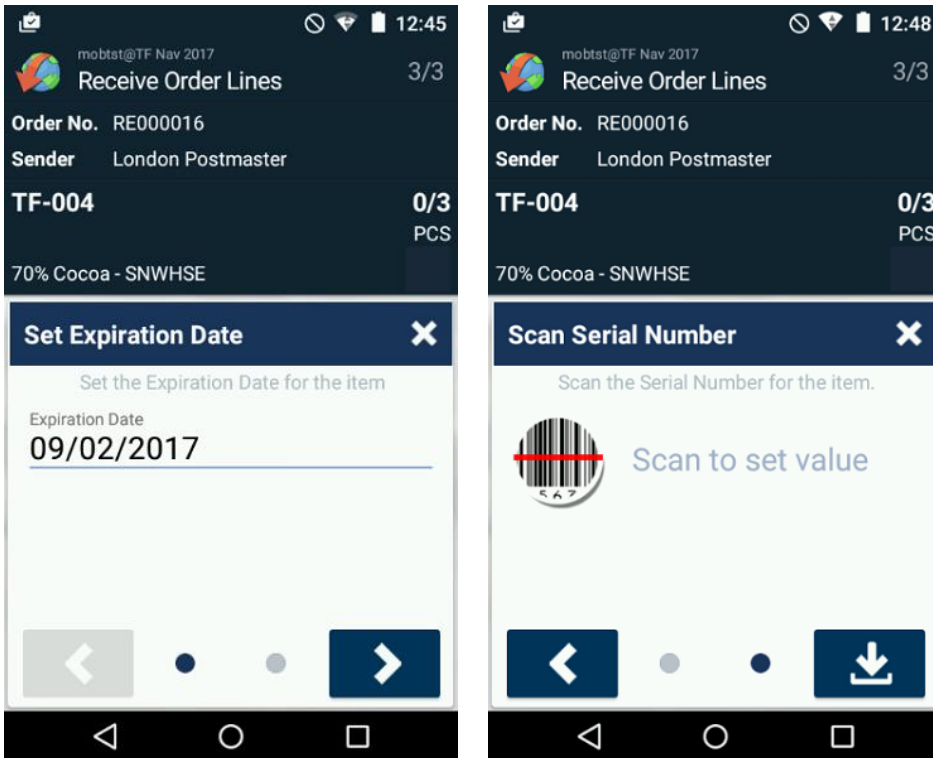 12:45
mobtst@TF Nav 2017
Receive Order Lines
3/3
Order No. RE000016
Sender London Postmaster
TF-004
0/3
PCS
70% Cocoa - SNWHSE
Set Expiration Date
Set the Expiration Date for the item
Expiration Date
09/02/2017
12:48
mobtst@TF Nav 2017
Receive Order Lines
3/3
Order No. RE000016
Sender London Postmaster
TF-004
0/3
PCS
70% Cocoa - SNWHSE
Scan Serial Number
Scan the Serial Number for the item.
567
Scan to set value